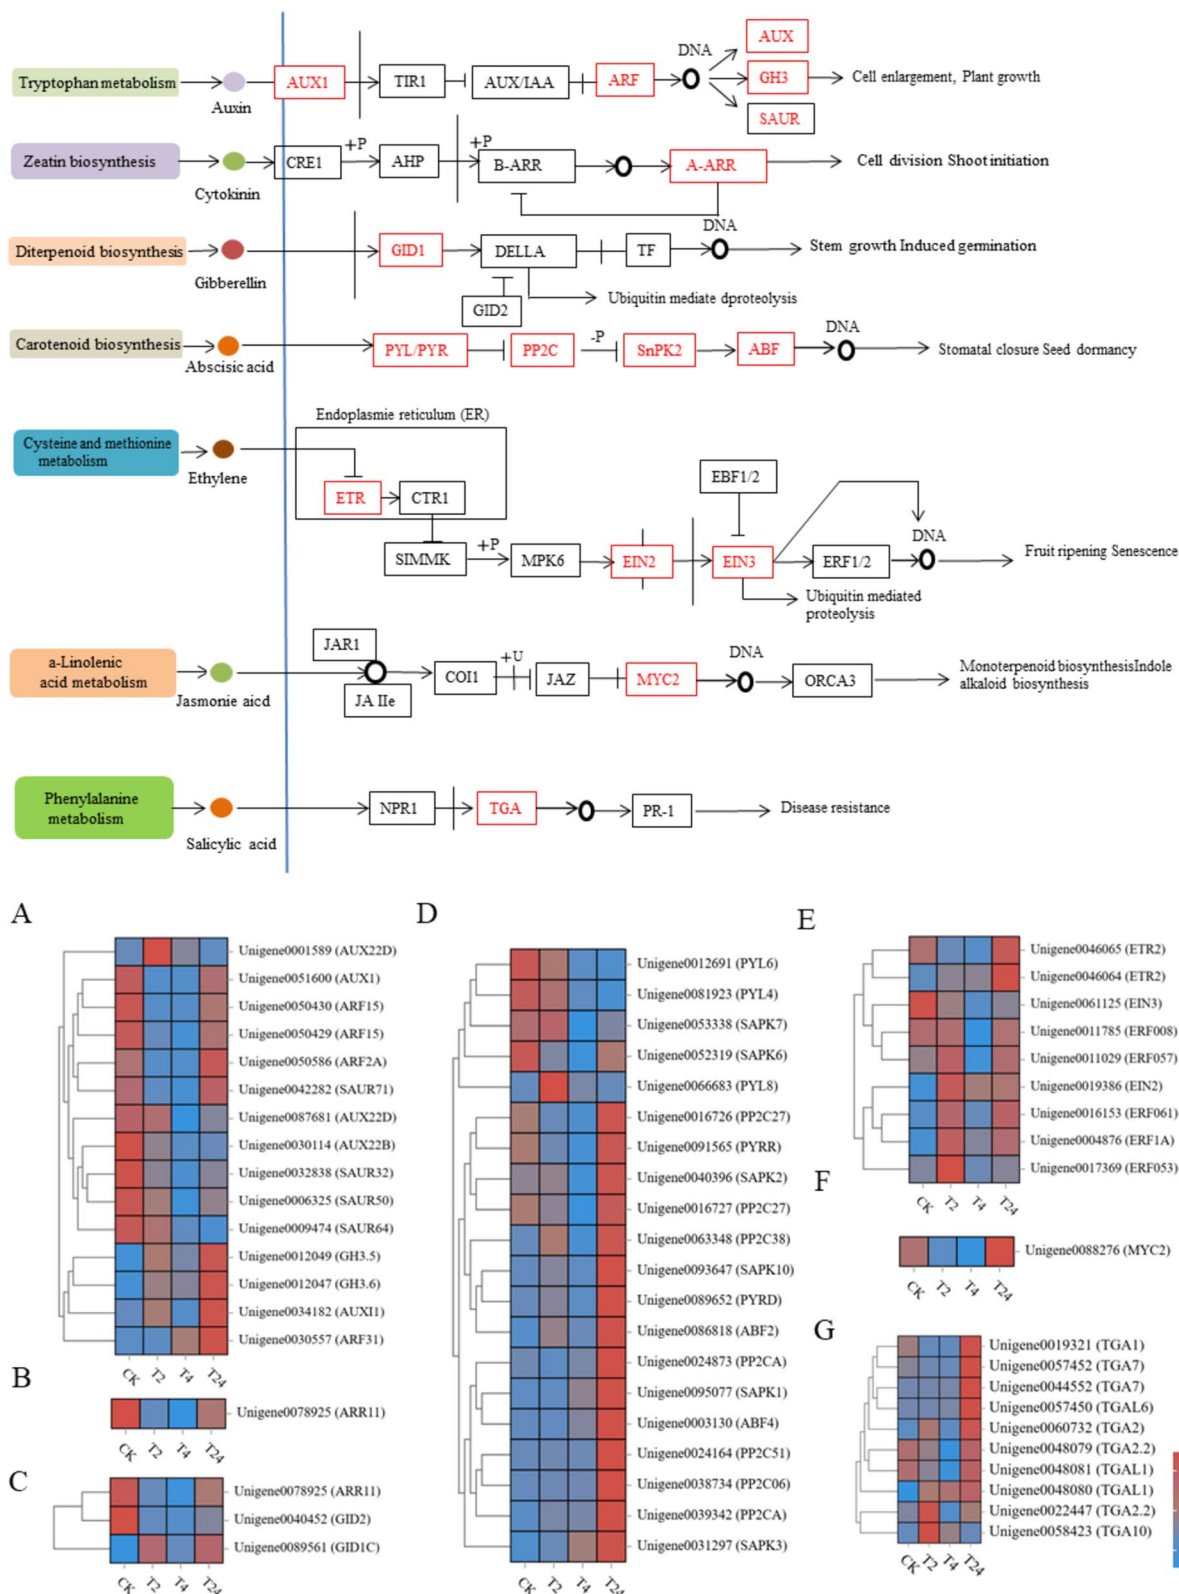 DNA
AUX
Tryptophan metabolism
Auxin
AUX1
TIR1
AUX/IAA
ARF
GH3
Cell enlargement, Plant growth
SAUR
Zeatin biosynthesis
Cytokinin
CRE1
+P
AHP
+P
B-ARR
A-ARR
Cell division Shoot initiation
Diterpenoid biosynthesis
Gibberellin
GID1
DELLA
TF
DNA
Stem growth Induced germination
GID2
Ubiquitin mediate dproteolysis
Carotenoid biosynthesis
Abscisic acid
PYL/PYR
PP2C
-P
SnPK2
ABF
DNA
Stomatal closure Seed dormancy
Endoplasmie reticulum (ER)
Cysteine and methionine
metabolism
Ethylene
ETR
CTR1
EBF1/2
SIMMK
+P
MPK6
EIN2
EIN3
ERF1/2
DNA
Fruit ripening Senescence
Ubiquitin mediated
proteolysis
a-Linolenic
acid metabolism
Jasmonie aicd
JAR1
JA IIe
COI1
+U
JAZ
MYC2
DNA
ORCA3
Monoterpenoid biosynthesisIndole
alkaloid biosynthesis
Phenylalanine
metabolism
Salicylic acid
NPR1
TGA
PR-1
Disease resistance
A
Unigene0001589 (AUX22D)
Unigene0051600 (AUX1)
Unigene0050430 (ARF15)
Unigene0050429 (ARF15)
Unigene0050586 (ARF2A)
Unigene0042282 (SAUR71)
Unigene0087681 (AUX22D)
Unigene0030114 (AUX22B)
Unigene0032838 (SAUR32)
Unigene0006325 (SAUR50)
Unigene0009474 (SAUR64)
Unigene0012049 (GH3.5)
Unigene0012047 (GH3.6)
Unigene0034182 (AUXI1)
Unigene0030557 (ARF31)
CK T2 T4 T24
B
Unigene0078925 (ARR11)
CK T2 T4 T24
C
Unigene0078925 (ARR11)
Unigene0040452 (GID2)
Unigene0089561 (GID1C)
CK T2 T4 T24
D
Unigene0012691 (PYL6)
Unigene0081923 (PYL4)
Unigene0053338 (SAPK7)
Unigene0052319 (SAPK6)
Unigene0066683 (PYL8)
Unigene0016726 (PP2C27)
Unigene0091565 (PYRR)
Unigene0040396 (SAPK2)
Unigene0016727 (PP2C27)
Unigene0063348 (PP2C38)
Unigene0093647 (SAPK10)
Unigene0089652 (PYRD)
Unigene0086818 (ABF2)
Unigene0024873 (PP2CA)
Unigene0095077 (SAPK1)
Unigene0003130 (ABF4)
Unigene0024164 (PP2C51)
Unigene0038734 (PP2C06)
Unigene0039342 (PP2CA)
Unigene0031297 (SAPK3)
CK T2 T4 T24
E
Unigene0046065 (ETR2)
Unigene0046064 (ETR2)
Unigene0061125 (EIN3)
Unigene0011785 (ERF008)
Unigene0011029 (ERF057)
Unigene0019386 (EIN2)
Unigene0016153 (ERF061)
Unigene0004876 (ERF1A)
Unigene0017369 (ERF053)
CK T2 T4 T24
F
Unigene0088276 (MYC2)
CK T2 T4 T24
G
Unigene0019321 (TGA1)
Unigene0057452 (TGA7)
Unigene0044552 (TGA7)
Unigene0057450 (TGAL6)
Unigene0060732 (TGA2)
Unigene0048079 (TGA2.2)
Unigene0048081 (TGAL1)
Unigene0048080 (TGAL1)
Unigene0022447 (TGA2.2)
Unigene0058423 (TGA10)
CK T2 T4 T24